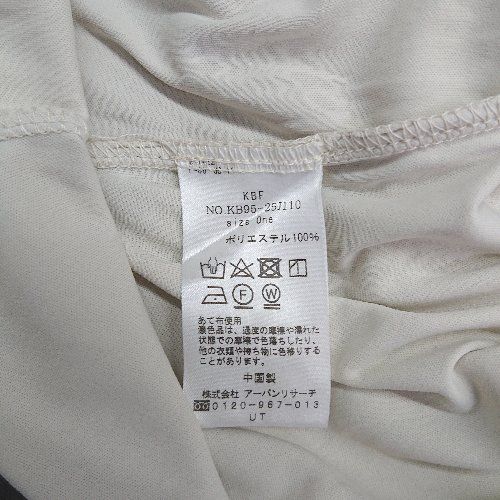 KBF
NO.KB95-25J110
size One
ポリエステル100%
あて布使用
濃色品は、過度の摩擦や濡れた
状態での摩擦で色落ちしたり、
他の衣類や持ち物に色移りする
ことがあります。
中国製
株式会社 アーバンリサーチ
0120-967-013
UT